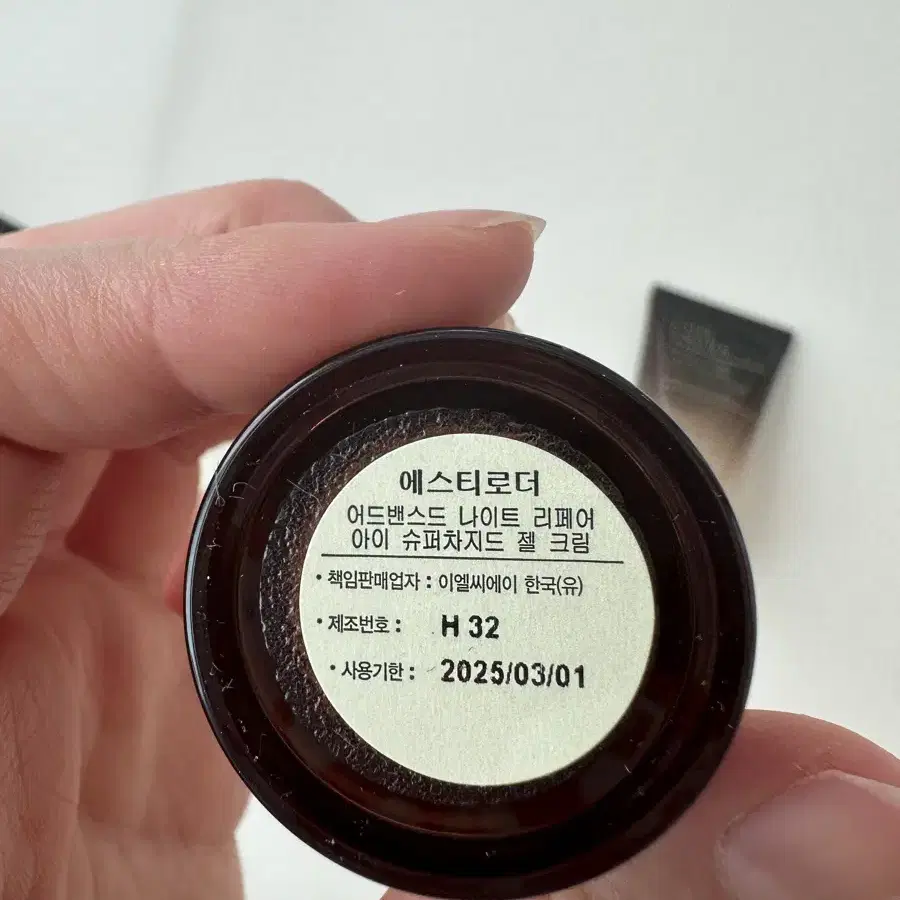 에스티로더
어드밴스드 나이트 리페어
아이 슈퍼차지드 젤 크림
• 책임판매업자 : 이엘씨에이 한국(유)
• 제조번호 : H 32
• 사용기한 : 2025/03/01